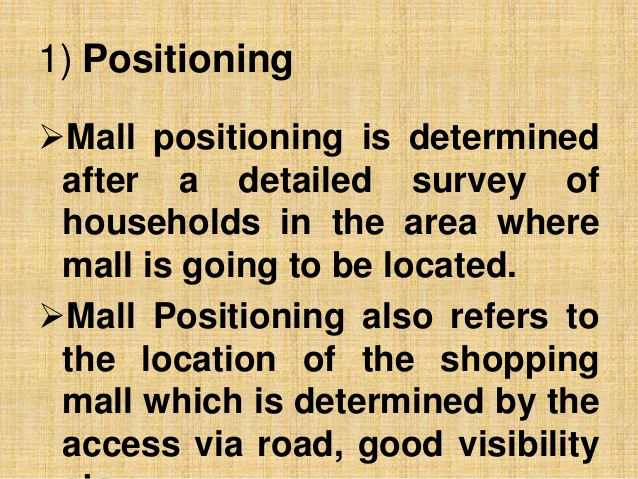 1) Positioning
➢Mall positioning is determined
after a detailed survey of
households in the area where
mall is going to be located.
➢Mall Positioning also refers to
the location of the shopping
mall which is determined by the
access via road, good visibility